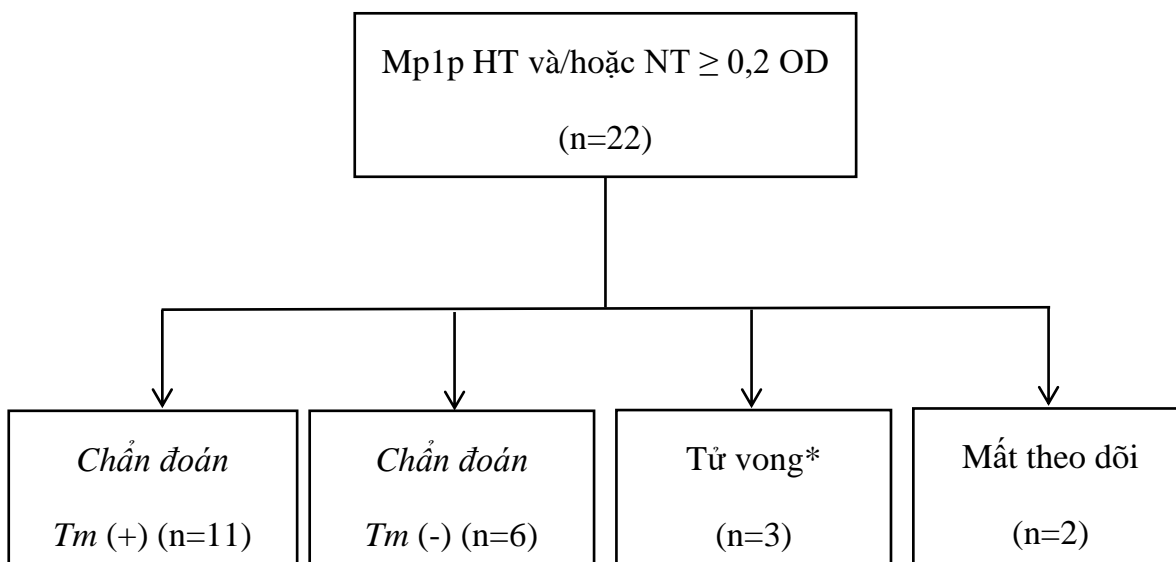 Mp1p HT và/hoặc NT ≥ 0,2 OD
(n=22)
Chẩn đoán
Tm (+) (n=11)
Chẩn đoán
Tm (-) (n=6)
Tử vong*
(n=3)
Mất theo dõi
(n=2)